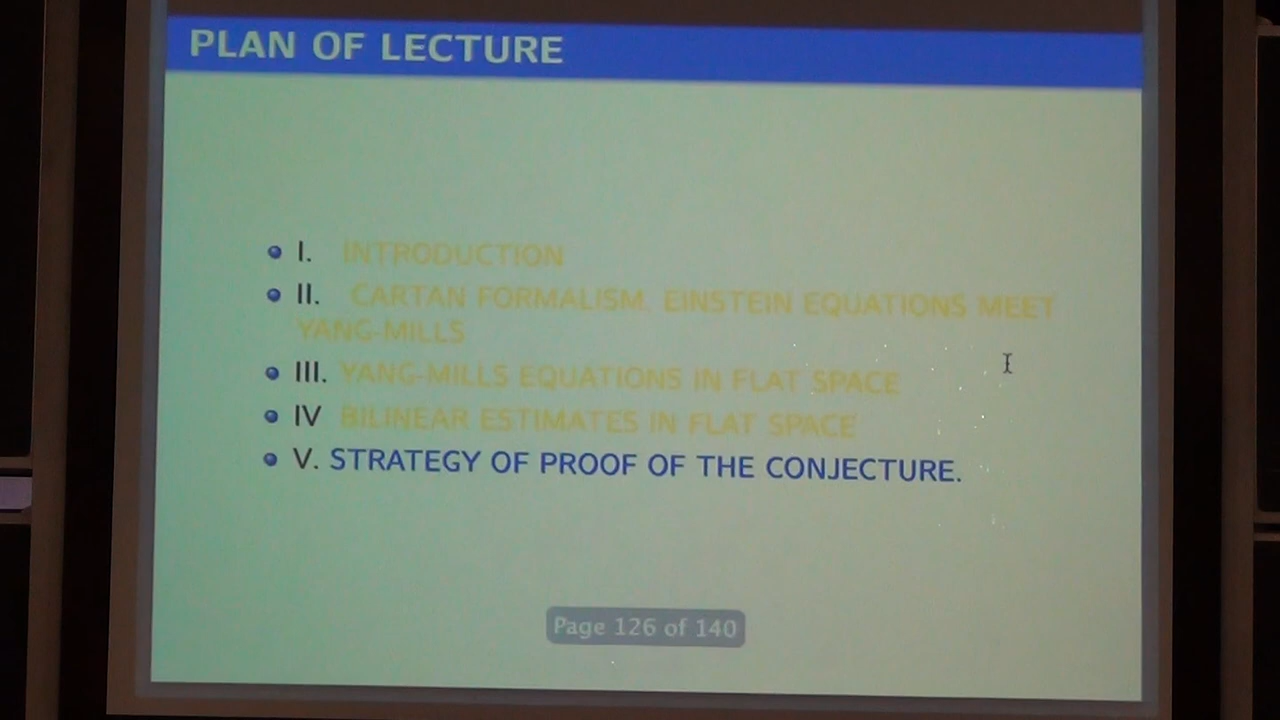 PLAN OF LECTURE
I. INTRODUCTION
II. CARTAN FORMALISM. EINSTEIN EQUATIONS MEET
YANG-MILLS
III. YANG-MILLS EQUATIONS IN FLAT SPACE
IV BILINEAR ESTIMATES IN FLAT SPACE
V. STRATEGY OF PROOF OF THE CONJECTURE.
Page 126 of 140